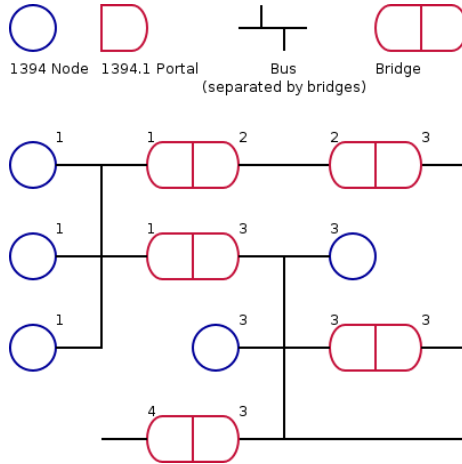 1394 Node 1394.1 Portal Bus Bridge
(separated by bridges)
1 1 2 2 3
1 1 3 3
1 3 3 3
4 3